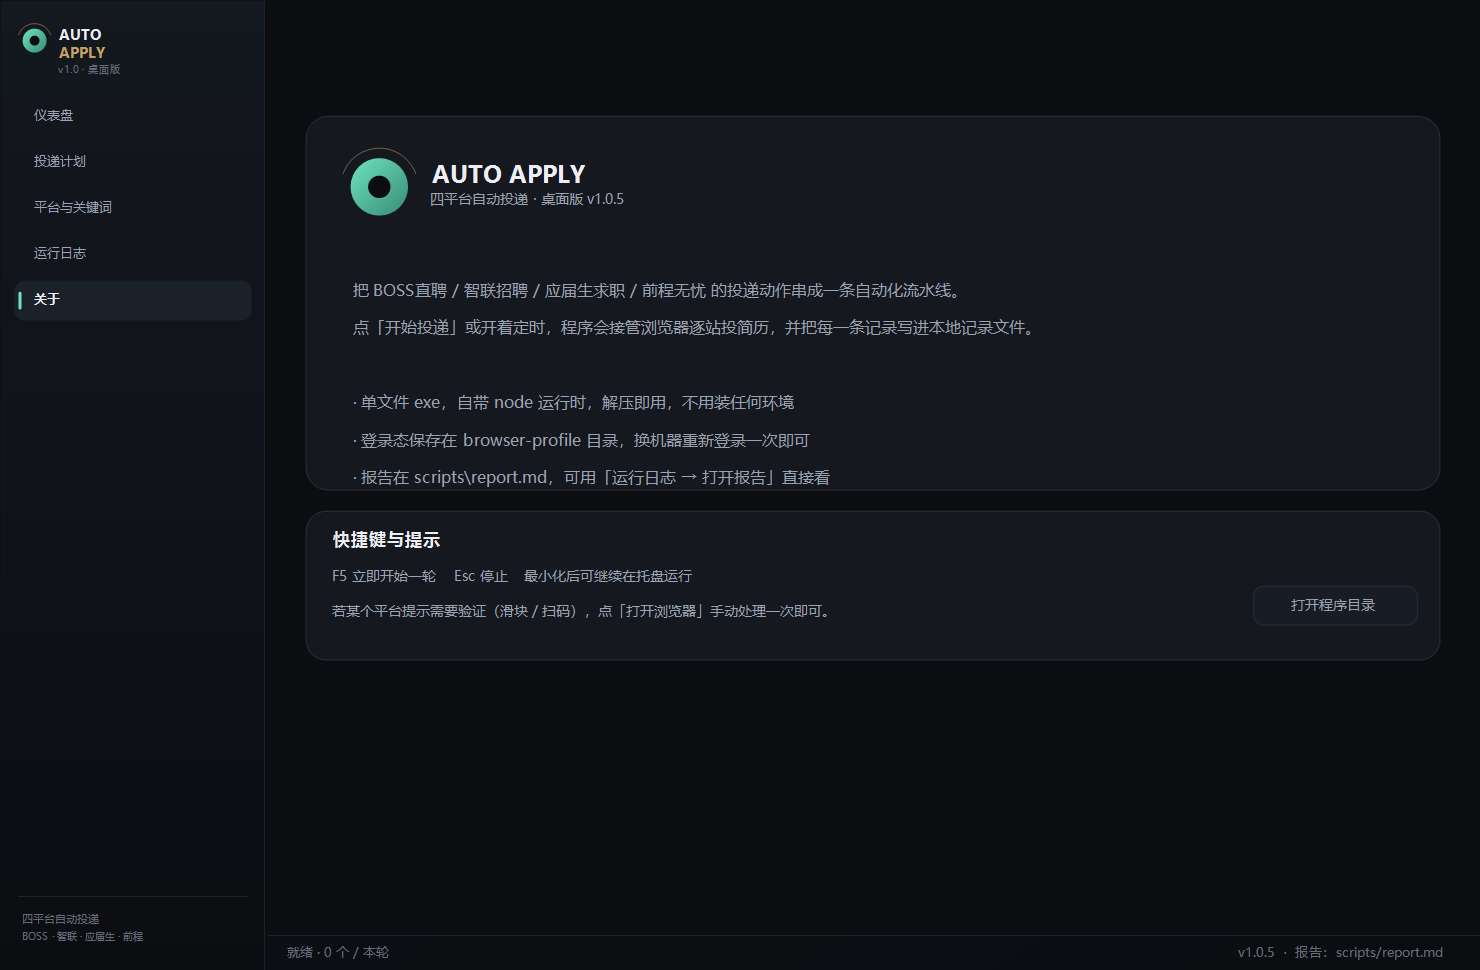 AUTO
APPLY
v1.0 · 桌面版
仪表盘
投递计划
平台与关键词
运行日志
关于
四平台自动投递
BOSS · 智联 · 应届生 · 前程
AUTO APPLY
四平台自动投递 · 桌面版 v1.0.5
把 BOSS直聘 / 智联招聘 / 应届生求职 / 前程无忧 的投递动作串成一条自动化流水线。
点「开始投递」或开着定时，程序会接管浏览器逐站投简历，并把每一条记录写进本地记录文件。
· 单文件 exe，自带 node 运行时，解压即用，不用装任何环境
· 登录态保存在 browser-profile 目录，换机器重新登录一次即可
· 报告在 scripts\report.md，可用「运行日志 → 打开报告」直接看
快捷键与提示
F5 立即开始一轮 Esc 停止 最小化后可继续在托盘运行
若某个平台提示需要验证（滑块 / 扫码），点「打开浏览器」手动处理一次即可。
打开程序目录
就绪 · 0 个 / 本轮
v1.0.5 · 报告：scripts/report.md